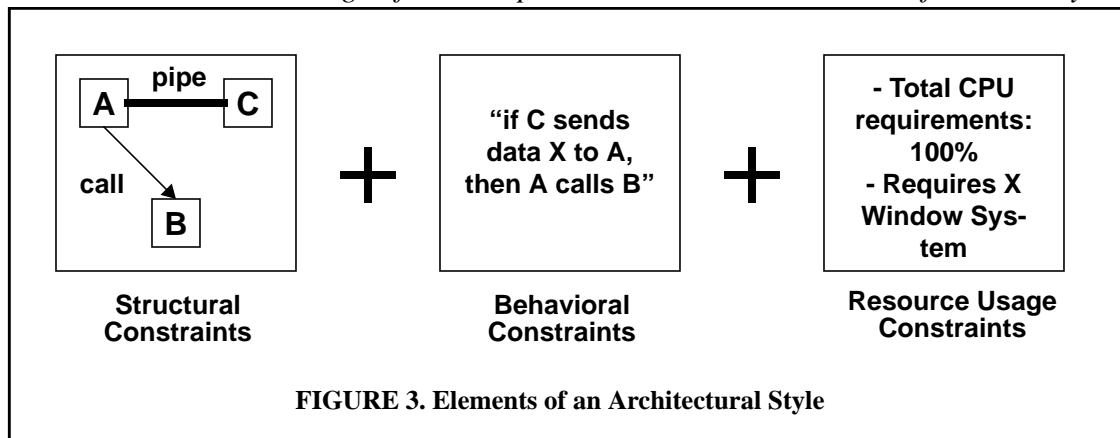 pipe
A
C
call
B
Structural
Constraints
+
“if C sends
data X to A,
then A calls B”
Behavioral
Constraints
+
- Total CPU
requirements:
100%
- Requires X
Window Sys-
tem
Resource Usage
Constraints
FIGURE 3. Elements of an Architectural Style